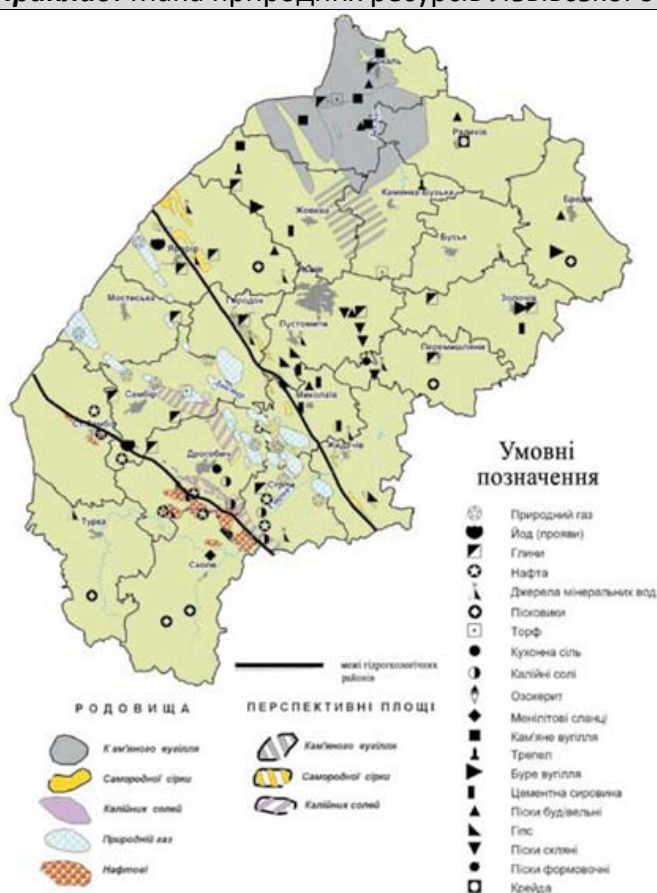 Мапа природних ресурсів Львівської
Радехів
Кам'янка-Бузька
Жовква
Броди
Буськ
Яворів
Львів
Мостиська
Городок
Золочів
Пустомити
Перемишляни
Самбір
Миколаїв
Ст.Самбір
Дрогобич
Жидачів
Стрий
Турка
Сколе
Умовні
позначення
Природний газ
Йод (прояви)
Глини
Нафта
Джерела мінеральних вод
Пісковики
Торф
Кухонна сіль
Калійні солі
Озокерит
Менілітові сланці
Кам'яне вугілля
Трепел
Буре вугілля
Цементна сировина
Піски будівельні
Гіпс
Піски скляні
Піски формовочні
Крейда
межі гідрогеологічних
районів
РОДОВИЩА
Кам'яного вугілля
Самородної сірки
Калійних солей
Природній газ
Нафтові
ПЕРСПЕКТИВНІ ПЛОЩІ
Кам'яного вугілля
Самородної сірки
Калійних солей